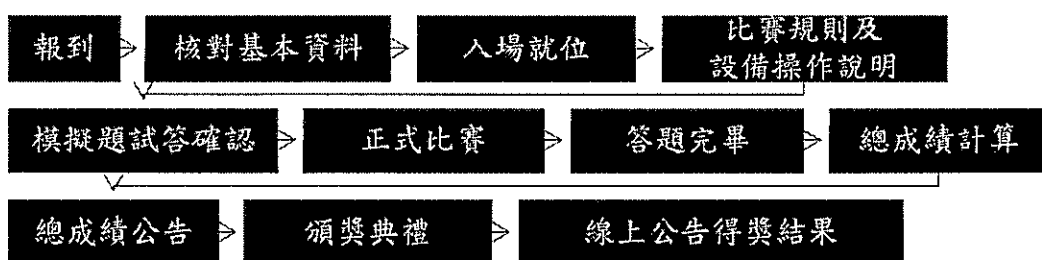 報到
核對基本資料
入場就位
比賽規則及
設備操作說明
模擬題試答確認
正式比賽
答題完畢
總成績計算
總成績公告
頒獎典禮
線上公告得獎結果